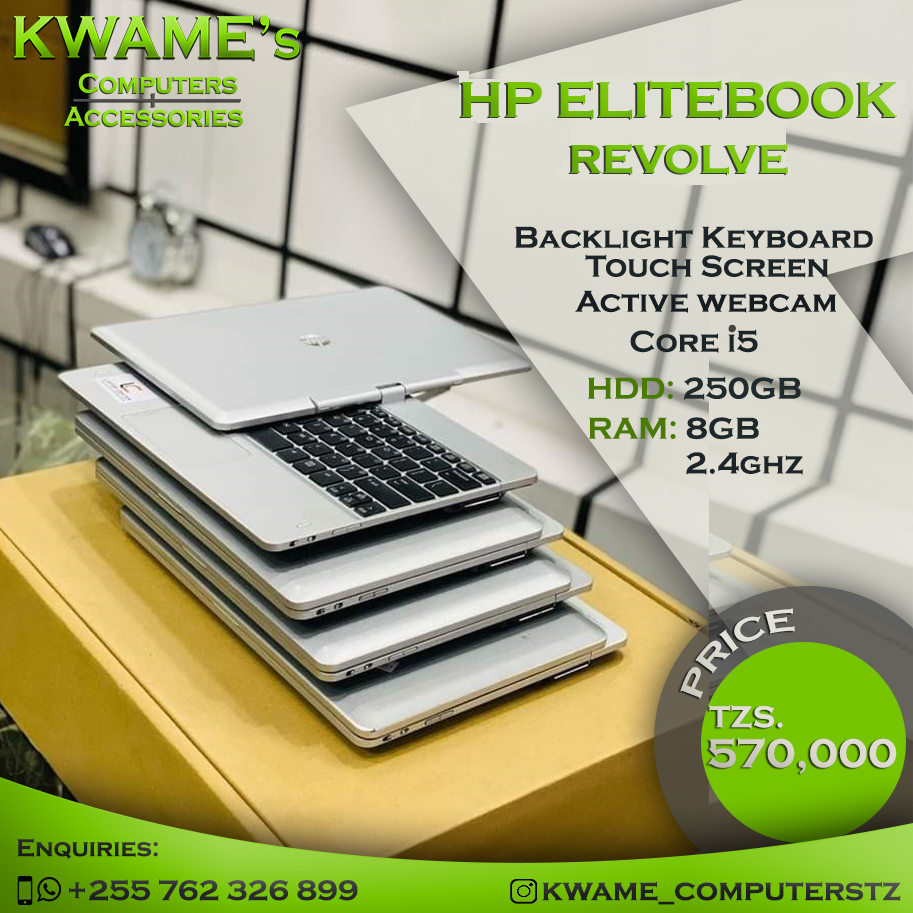 KWAME's
COMPUTERS
ACCESSORIES
HP ELITEBOOK
REVOLVE
BACKLIGHT KEYBOARD
TOUCH SCREEN
ACTIVE WEBCAM
CORE i5
HDD: 250GB
RAM: 8GB
2.4GHZ
PRICE
TZS.
570,000
ENQUIRIES:
+255 762 326 899
KWAME_COMPUTERSTZ